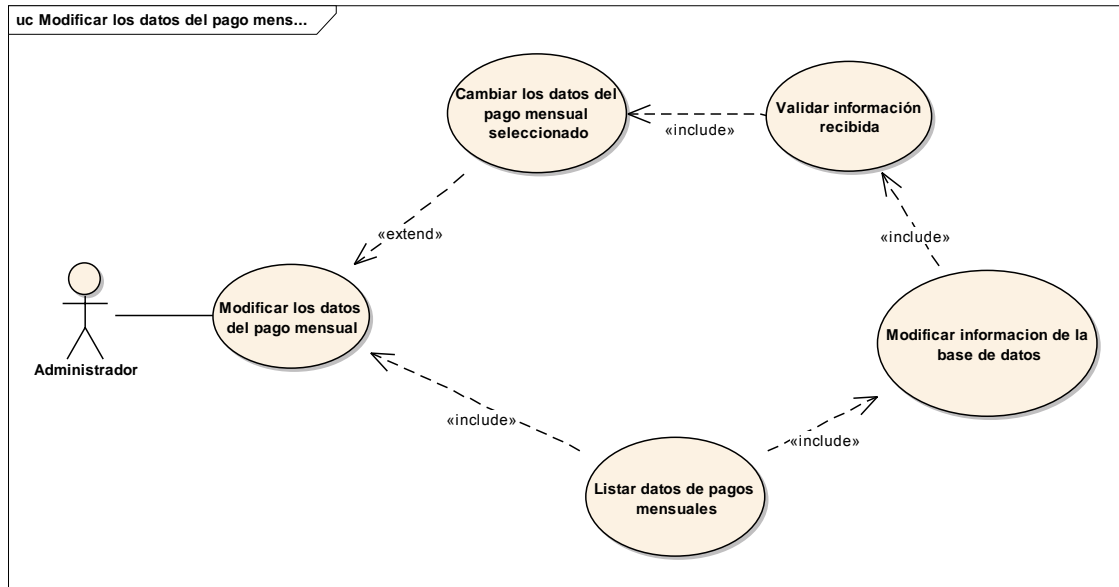 uc Modificar los datos del pago mens...
Cambiar los datos del
pago mensual
seleccionado
Validar información
recibida
«include»
«extend»
«include»
Modificar los datos
del pago mensual
Modificar informacion de la
base de datos
Administrador
«include»
«include»
Listar datos de pagos
mensuales